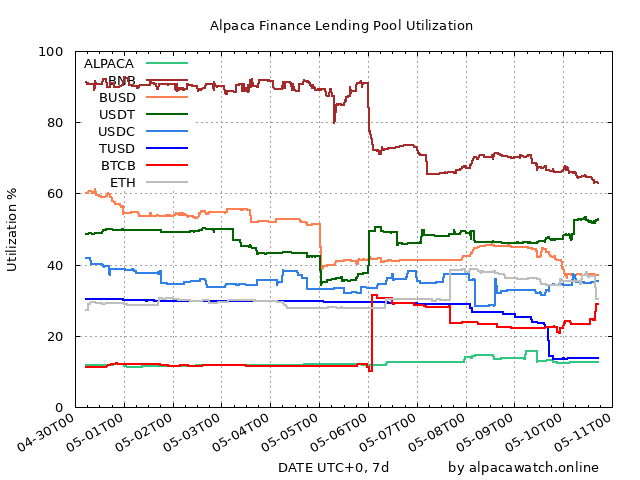 Alpaca Finance Lending Pool Utilization
Utilization %
100
80
60
40
20
0
ALPACA
BNB
BUSD
USDT
USDC
TUSD
BTCB
ETH
04-30T00
05-01T00
05-02T00
05-03T00
05-04T00
05-05T00
05-06T00
05-07T00
05-08T00
05-09T00
05-10T00
05-11T00
DATE UTC+0, 7d
by alpacawatch.online